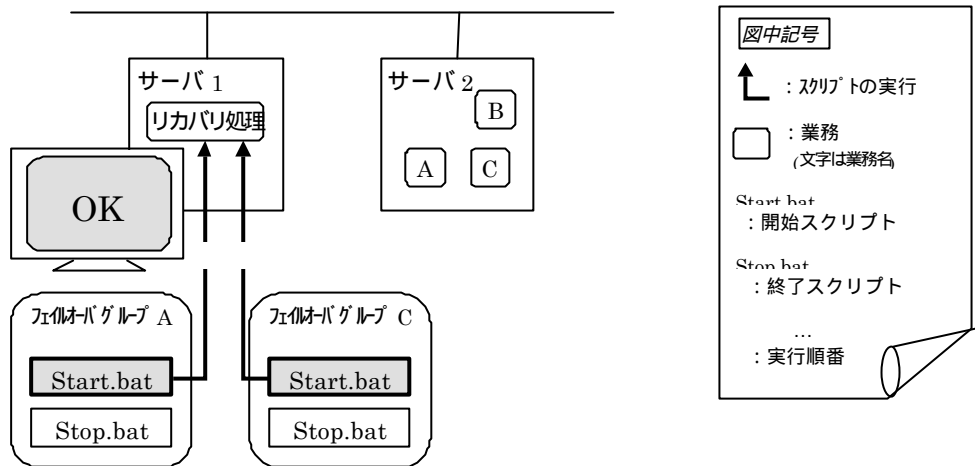 サーバ 1
リカバリ処理
サーバ 2
B
A
C
OK
フェイルオーバグループ A
Start.bat
Stop.bat
フェイルオーバグループ C
Start.bat
Stop.bat
図中記号
：スクリプトの実行
：業務
(文字は業務名)
Start.bat
：開始スクリプト
Stop.bat
：終了スクリプト
…
：実行順番